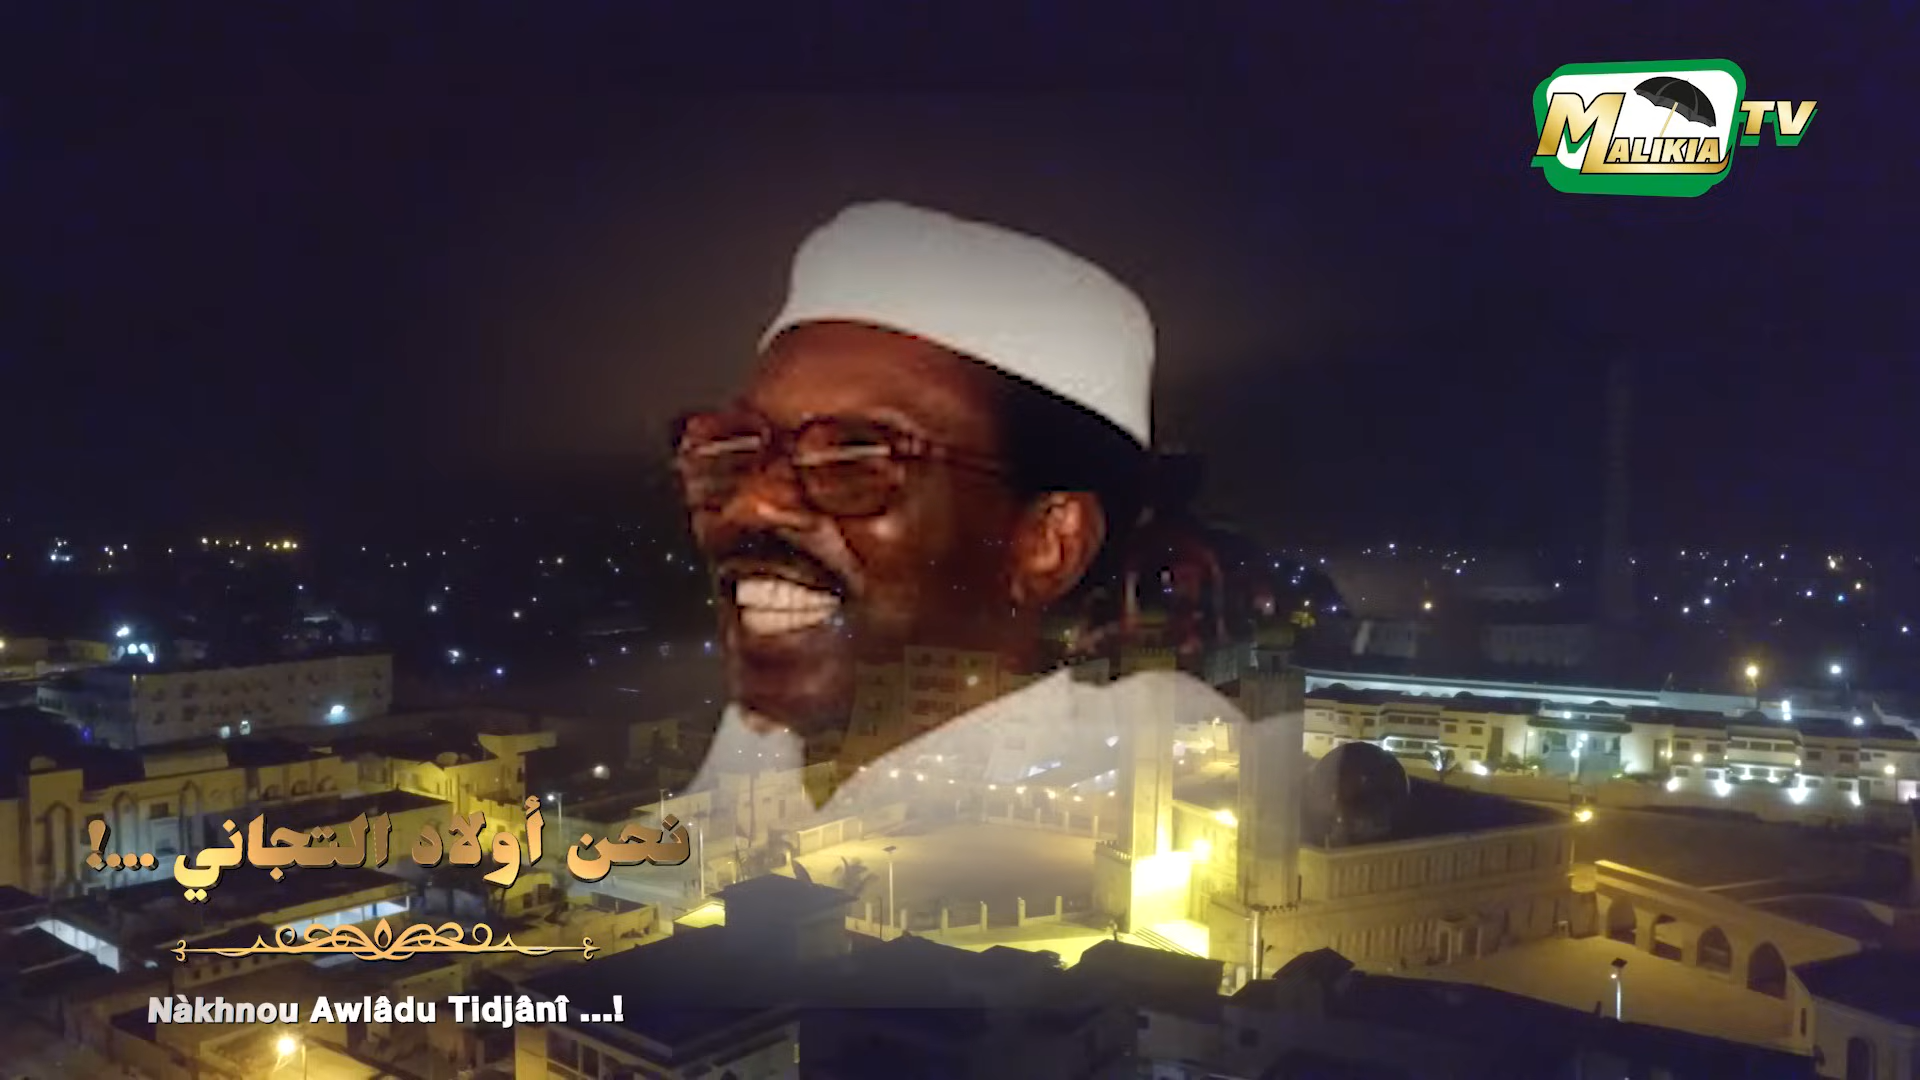 MALIKIA TV
نحن أولاد التجاني ...!
Nàkhnou Awlâdu Tidjânî ...!